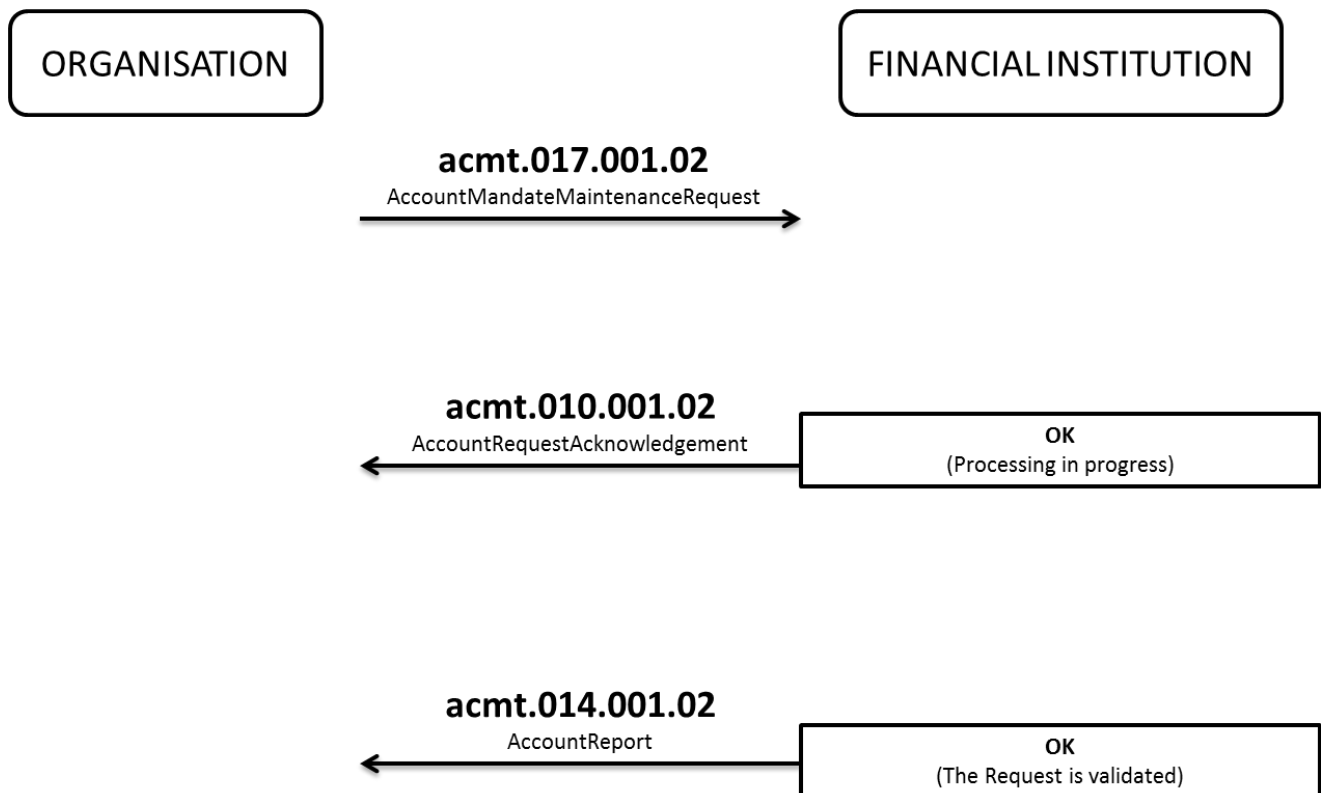 ORGANISATION
FINANCIAL INSTITUTION
acmt.017.001.02
AccountMandateMaintenanceRequest
acmt.010.001.02
AccountRequestAcknowledgement
OK
(Processing in progress)
acmt.014.001.02
AccountReport
OK
(The Request is validated)